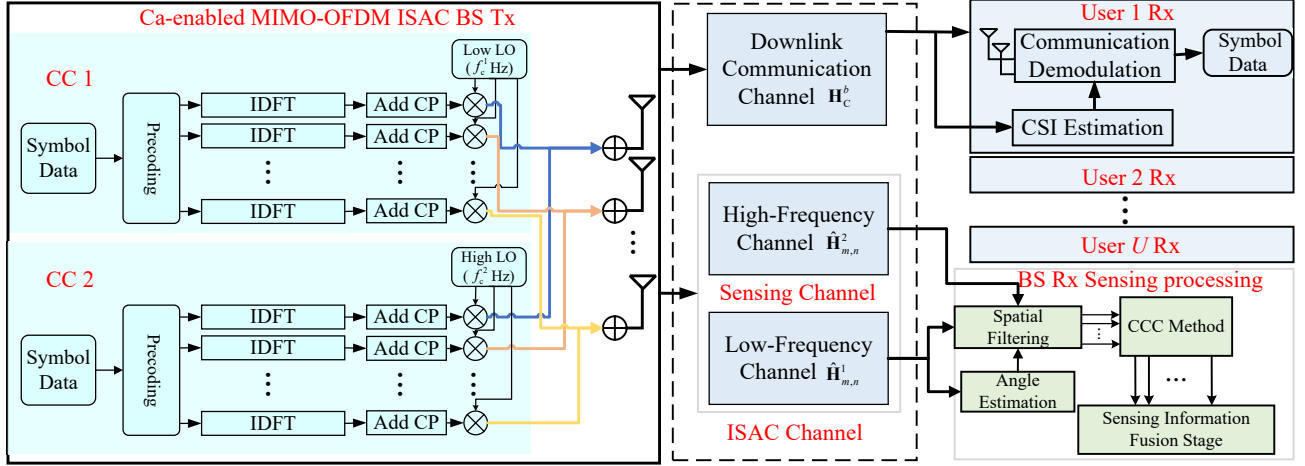 Ca-enabled MIMO-OFDM ISAC BS Tx
CC 1
Symbol
Data
Precoding
IDFT
Add CP
IDFT
Add CP
IDFT
Add CP
Low LO
(f_c^1 Hz)
CC 2
Symbol
Data
Precoding
IDFT
Add CP
IDFT
Add CP
IDFT
Add CP
High LO
(f_c^2 Hz)
Downlink
Communication
Channel H_C^b
High-Frequency
Channel Ĥ_{m,n}^2
Sensing Channel
Low-Frequency
Channel Ĥ_{m,n}^1
ISAC Channel
User 1 Rx
Communication
Demodulation
Symbol
Data
CSI Estimation
User 2 Rx
User U Rx
BS Rx Sensing processing
Spatial
Filtering
CCC Method
Angle
Estimation
Sensing Information
Fusion Stage